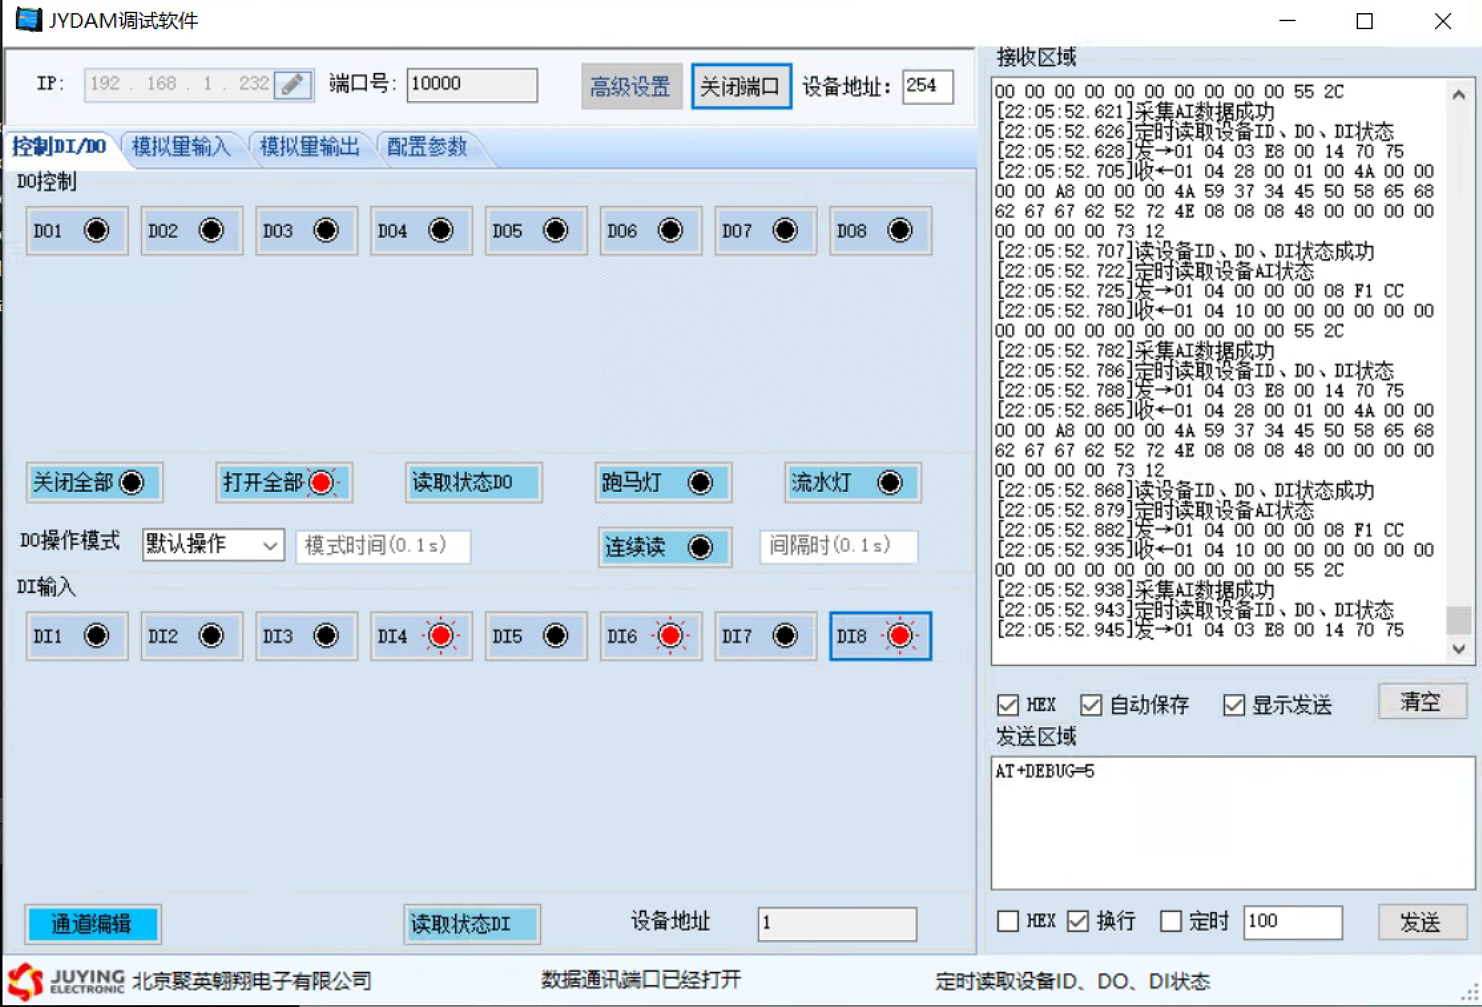 JYDAM调试软件
IP: 192 . 168 . 1 . 232 端口号: 10000 高级设置 关闭端口 设备地址: 254
控制DI/DO 模拟量输入 模拟量输出 配置参数
DO控制
DO1 DO2 DO3 DO4 DO5 DO6 DO7 DO8
关闭全部 打开全部 读取状态DO 跑马灯 流水灯
DO操作模式 默认操作 模式时间(0.1s) 连续读 间隔时(0.1s)
DI输入
DI1 DI2 DI3 DI4 DI5 DI6 DI7 DI8
通道编辑 读取状态DI 设备地址 1
接收区域
00 00 00 00 00 00 00 00 00 00 55 2C
[22:05:52.621]采集AI数据成功
[22:05:52.626]定时读取设备ID、DO、DI状态
[22:05:52.628]发→01 04 03 E8 00 14 70 75
[22:05:52.705]收←01 04 28 00 01 00 4A 00 00
00 00 A8 00 00 00 4A 59 37 34 45 50 58 65 68
62 67 67 62 52 72 4E 08 08 08 48 00 00 00 00
00 00 00 00 73 12
[22:05:52.707]读设备ID、DO、DI状态成功
[22:05:52.722]定时读取设备AI状态
[22:05:52.725]发→01 04 00 00 00 08 F1 CC
[22:05:52.780]收←01 04 10 00 00 00 00 00 00
00 00 00 00 00 00 00 00 00 00 55 2C
[22:05:52.782]采集AI数据成功
[22:05:52.786]定时读取设备ID、DO、DI状态
[22:05:52.788]发→01 04 03 E8 00 14 70 75
[22:05:52.865]收←01 04 28 00 01 00 4A 00 00
00 00 A8 00 00 00 4A 59 37 34 45 50 58 65 68
62 67 67 62 52 72 4E 08 08 08 48 00 00 00 00
00 00 00 00 73 12
[22:05:52.868]读设备ID、DO、DI状态成功
[22:05:52.879]定时读取设备AI状态
[22:05:52.882]发→01 04 00 00 00 08 F1 CC
[22:05:52.935]收←01 04 10 00 00 00 00 00 00
00 00 00 00 00 00 00 00 00 00 55 2C
[22:05:52.938]采集AI数据成功
[22:05:52.943]定时读取设备ID、DO、DI状态
[22:05:52.945]发→01 04 03 E8 00 14 70 75
HEX 自动保存 显示发送 清空
发送区域
AT+DEBUG=5
HEX 换行 定时 100 发送
JUYING
ELECTRONIC
北京聚英翱翔电子有限公司 数据通讯端口已经打开 定时读取设备ID、DO、DI状态